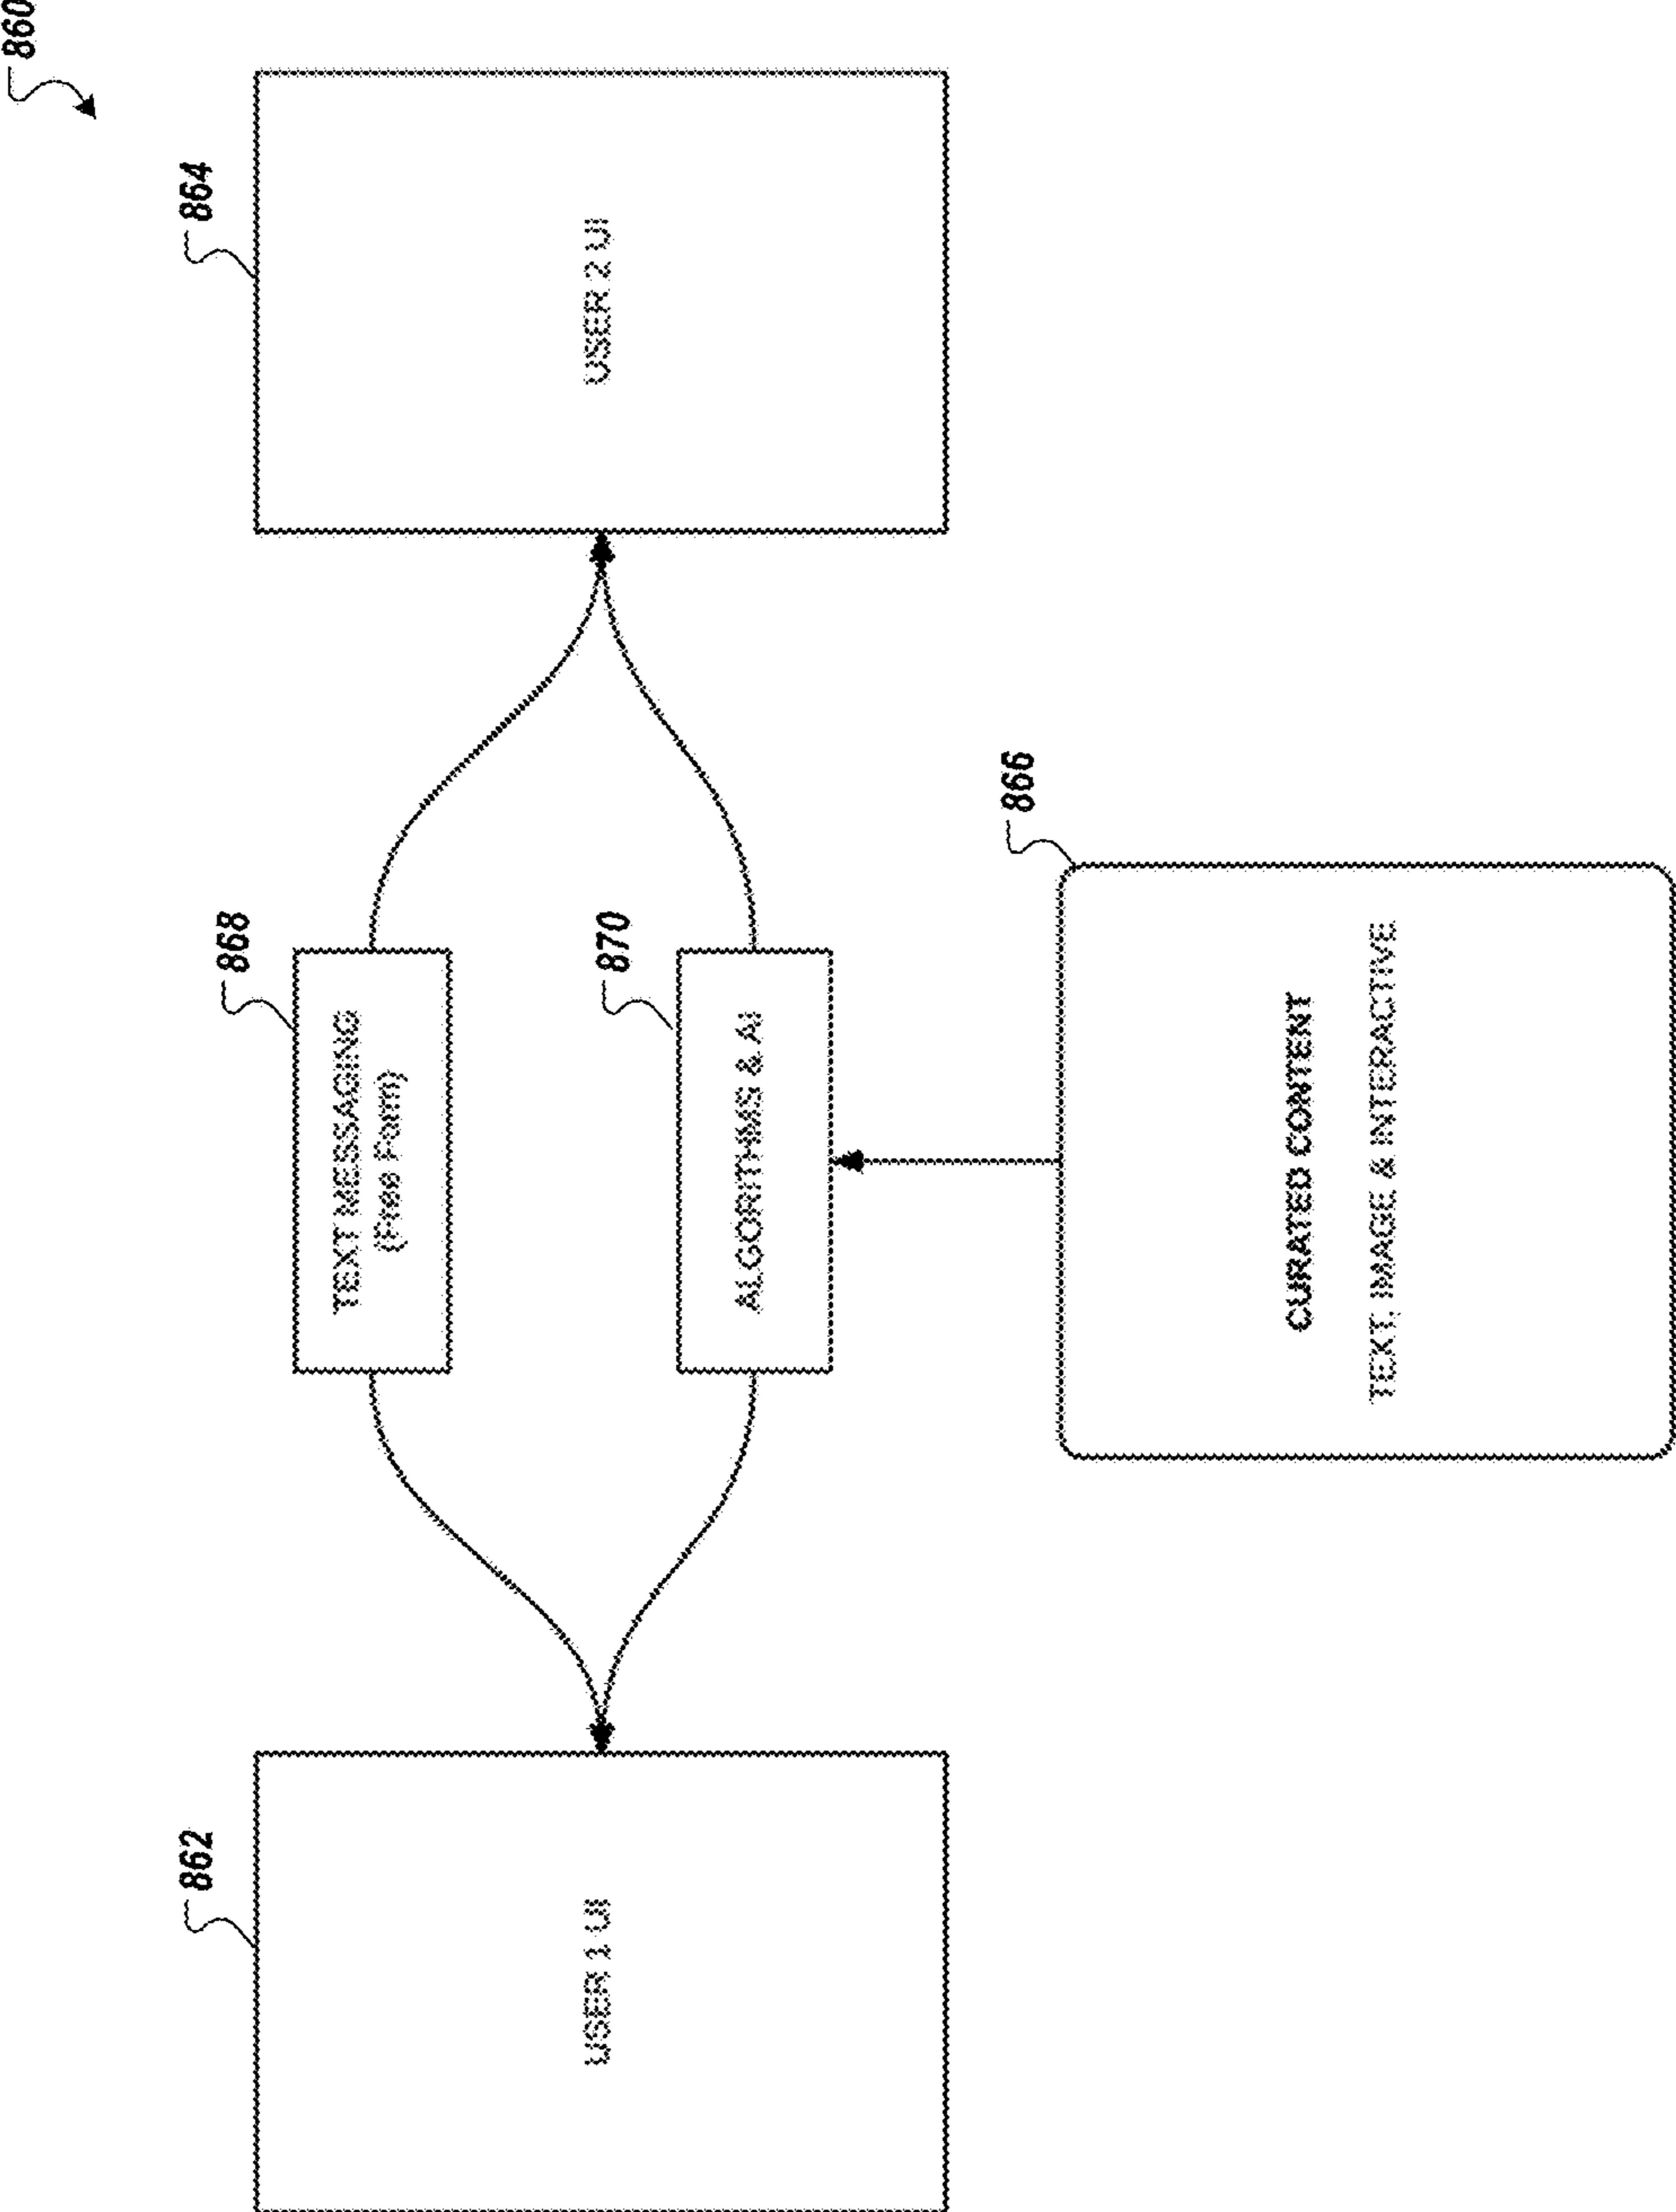 860
862
USER 1 UI
868
TEXT MESSAGING
(Free Form)
870
ALGORITHMS & AI
864
USER 2 UI
866
CURATED CONTENT
TEXT, IMAGE & INTERACTIVE